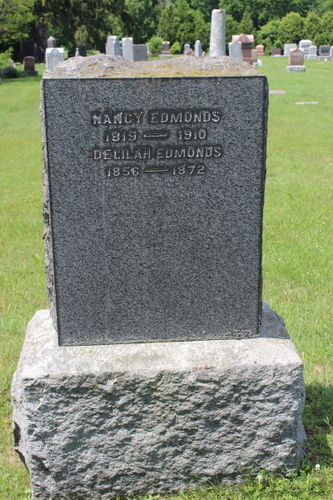 NANCY EDMONDS
1819 — 1910
DELILAH EDMONDS
1856 — 1872